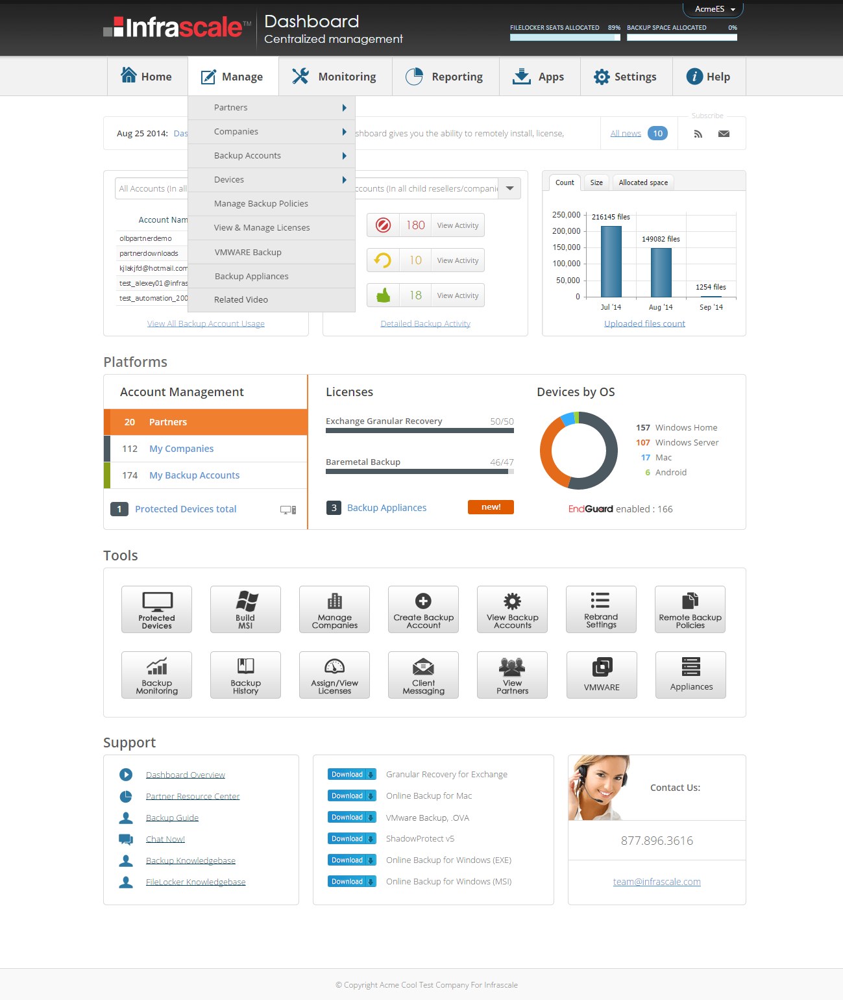 Infrascale™
Dashboard
Centralized management
AcmeES
FILELOCKER SEATS ALLOCATED 89%
BACKUP SPACE ALLOCATED 0%
Home
Manage
Monitoring
Reporting
Apps
Settings
Help
Partners
Companies
Backup Accounts
Devices
Manage Backup Policies
View & Manage Licenses
VMWARE Backup
Backup Appliances
Related Video
Aug 25 2014: Das
shboard gives you the ability to remotely install, license,
All news 10
Subscribe
All Accounts (In all
Account Nam
olbpartnerdemo
partnerdownloads
kjlakjfd@hotmail.com
test_alexey01@infras
test_automation_200
View All Backup Account Usage
ccounts (In all child resellers/companie
180 View Activity
10 View Activity
18 View Activity
Detailed Backup Activity
Count
Size
Allocated space
250,000
200,000
150,000
100,000
50,000
0
216145 files
149082 files
1254 files
Jul '14
Aug '14
Sep '14
Uploaded files count
Platforms
Account Management
20 Partners
112 My Companies
174 My Backup Accounts
1 Protected Devices total
Licenses
Exchange Granular Recovery 50/50
Baremetal Backup 46/47
3 Backup Appliances new!
Devices by OS
157 Windows Home
107 Windows Server
17 Mac
6 Android
EndGuard enabled : 166
Tools
Protected
Devices
Build
MSI
Manage
Companies
Create Backup
Account
View Backup
Accounts
Rebrand
Settings
Remote Backup
Policies
Backup
Monitoring
Backup
History
Assign/View
Licenses
Client
Messaging
View
Partners
VMWARE
Appliances
Support
Dashboard Overview
Partner Resource Center
Backup Guide
Chat Now!
Backup Knowledgebase
FileLocker Knowledgebase
Download Granular Recovery for Exchange
Download Online Backup for Mac
Download VMware Backup, .OVA
Download ShadowProtect v5
Download Online Backup for Windows (EXE)
Download Online Backup for Windows (MSI)
Contact Us:
877.896.3616
team@infrascale.com
© Copyright Acme Cool Test Company For Infrascale